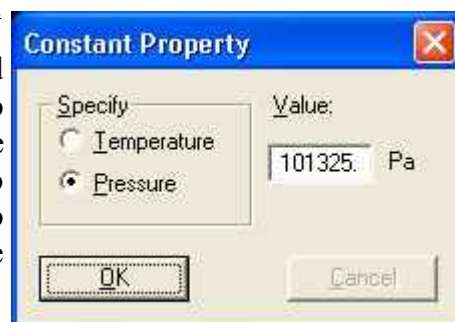 Constant Property
Specify
Value:
Temperature
101325. Pa
Pressure
OK
Cancel